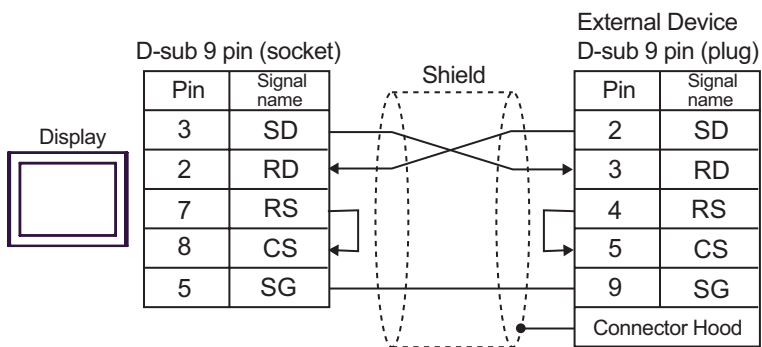 External Device
D-sub 9 pin (socket)
D-sub 9 pin (plug)
Shield
Display
Pin Signal name
3 SD
2 RD
7 RS
8 CS
5 SG
Pin Signal name
2 SD
3 RD
4 RS
5 CS
9 SG
Connector Hood